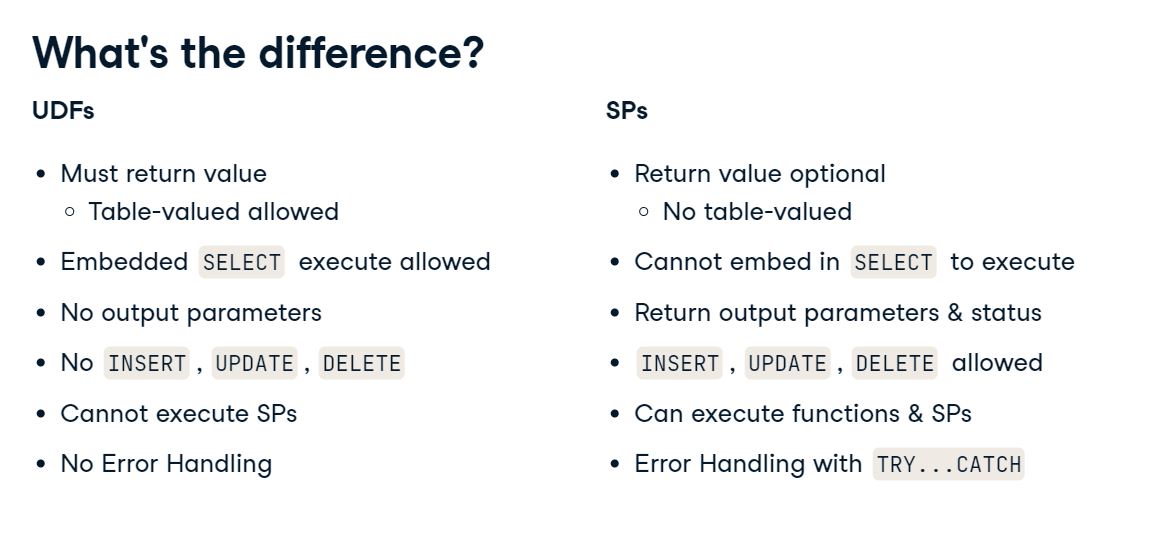 What's the difference?
UDFs
Must return value
Table-valued allowed
Embedded SELECT execute allowed
No output parameters
No INSERT, UPDATE, DELETE
Cannot execute SPs
No Error Handling
SPs
Return value optional
No table-valued
Cannot embed in SELECT to execute
Return output parameters & status
INSERT, UPDATE, DELETE allowed
Can execute functions & SPs
Error Handling with TRY...CATCH